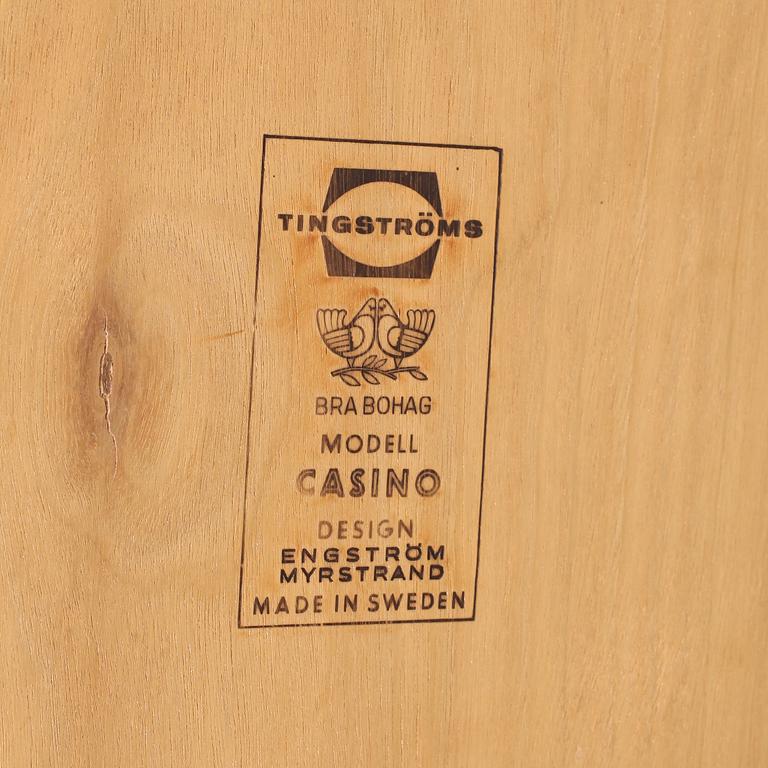 TINGSTRÖMS
BRA BOHAG
MODELL
CASINO
DESIGN
ENGSTRÖM
MYRSTRAND
MADE IN SWEDEN